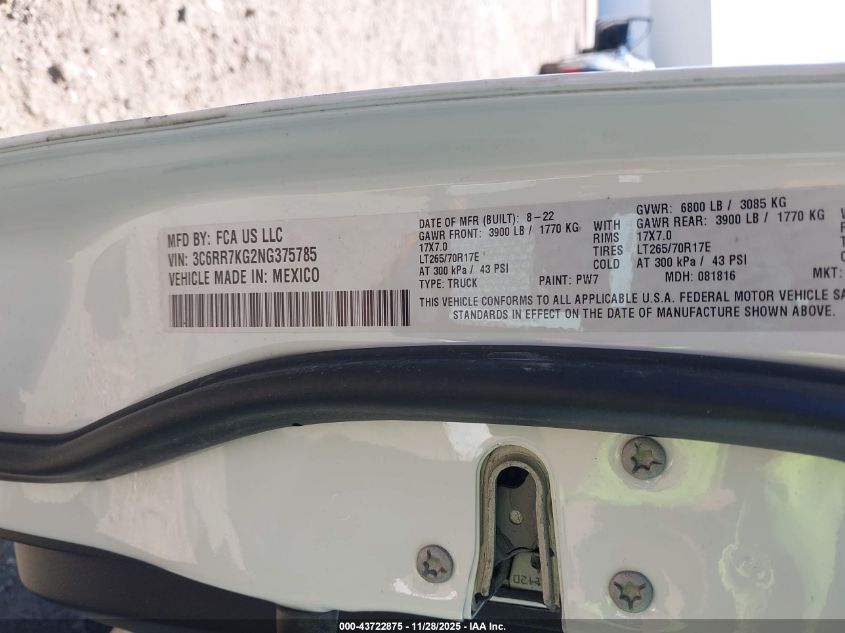 MFD BY: FCA US LLC
VIN: 3C6RR7KG2NG375785
VEHICLE MADE IN: MEXICO
DATE OF MFR (BUILT): 8-22
GAWR FRONT: 3900 LB / 1770 KG
17X7.0
LT265/70R17E
AT 300 kPa / 43 PSI
TYPE: TRUCK
WITH
RIMS
TIRES
COLD
PAINT: PW7
GVWR: 6800 LB / 3085 KG
GAWR REAR: 3900 LB / 1770 KG
17X7.0
LT265/70R17E
AT 300 kPa / 43 PSI
MDH: 081816
MKT:
THIS VEHICLE CONFORMS TO ALL APPLICABLE U.S.A. FEDERAL MOTOR VEHICLE SA
STANDARDS IN EFFECT ON THE DATE OF MANUFACTURE SHOWN ABOVE.
000-43722875 - 11/28/2025 - IAA Inc.